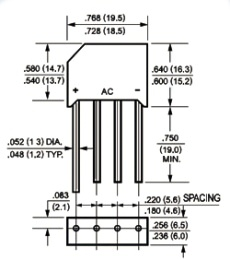 .768 (19.5)
.728 (18.5)
.580 (14.7)
.540 (13.7)
.640 (16.3)
.600 (15.2)
+ AC −
.052 (1 3) DIA.
.048 (1,2) TYP.
.750
(19.0)
MIN.
.083
(2.1)
.220 (5.6) SPACING
.180 (4.6)
.256 (6.5)
.236 (6.0)